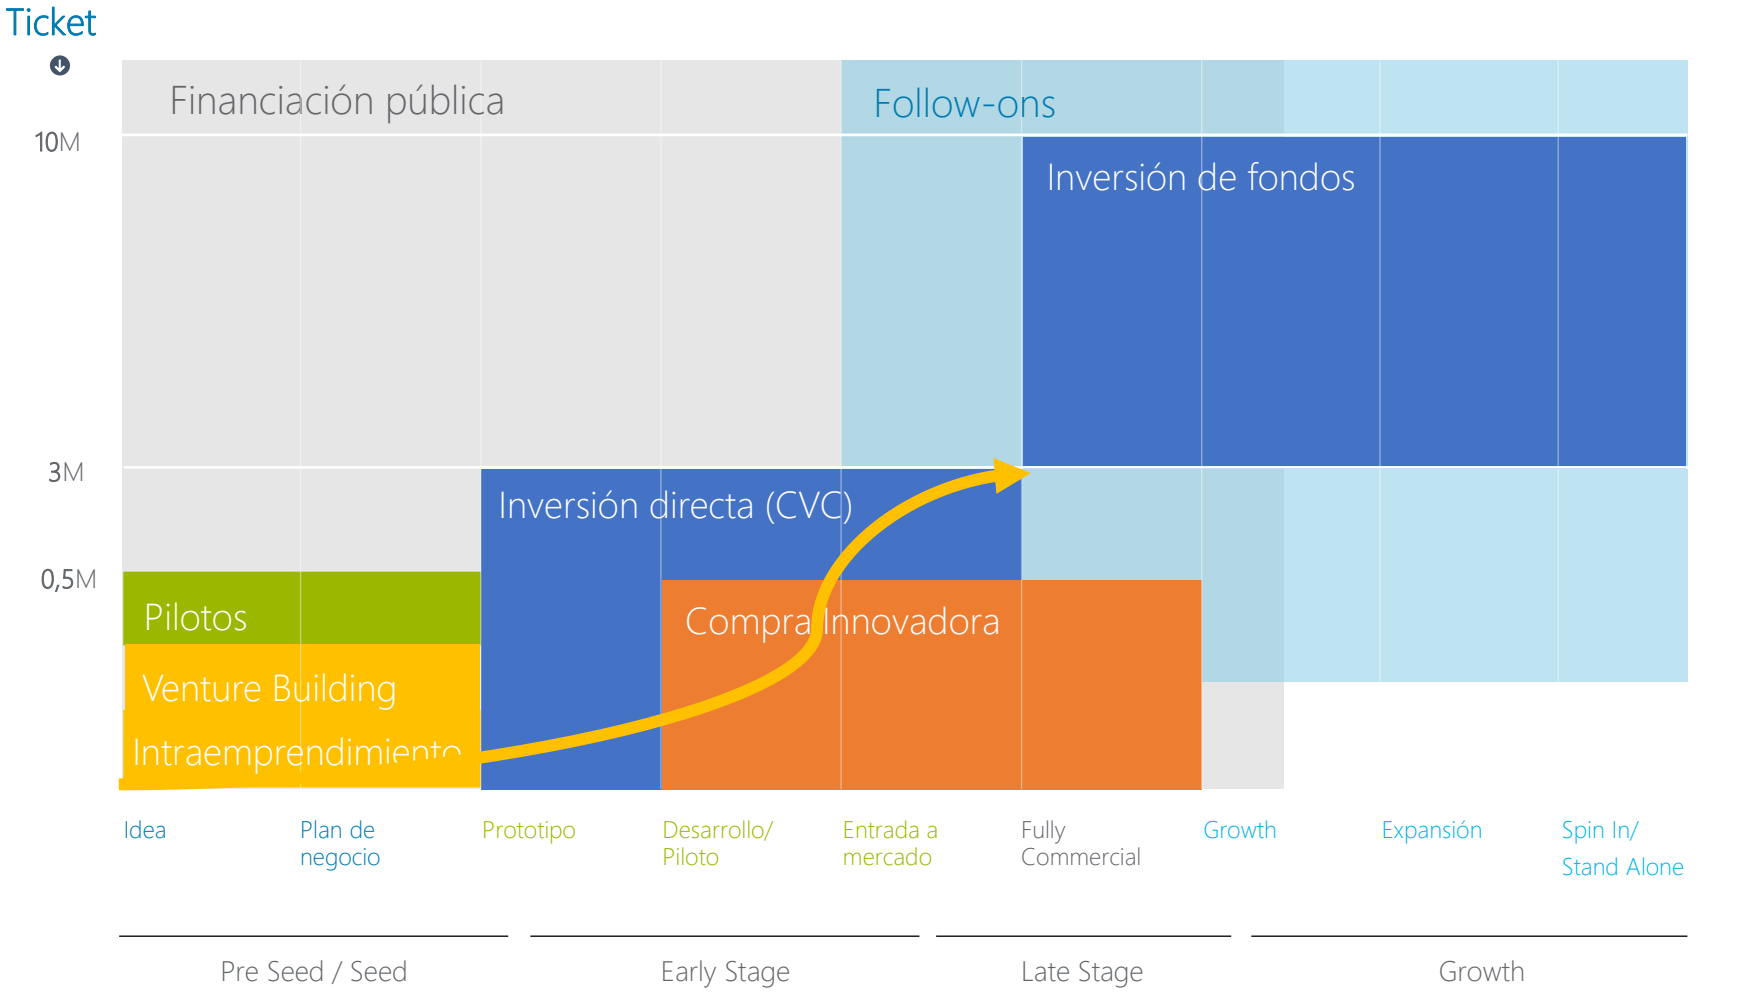 Ticket
Financiación pública
Follow-ons
10M
Inversión de fondos
3M
Inversión directa (CVC)
0,5M
Pilotos
Compra Innovadora
Venture Building
Intraemprendimiento
Idea
Plan de
negocio
Prototipo
Desarrollo/
Piloto
Entrada a
mercado
Fully
Commercial
Growth
Expansión
Spin In/
Stand Alone
Pre Seed / Seed
Early Stage
Late Stage
Growth